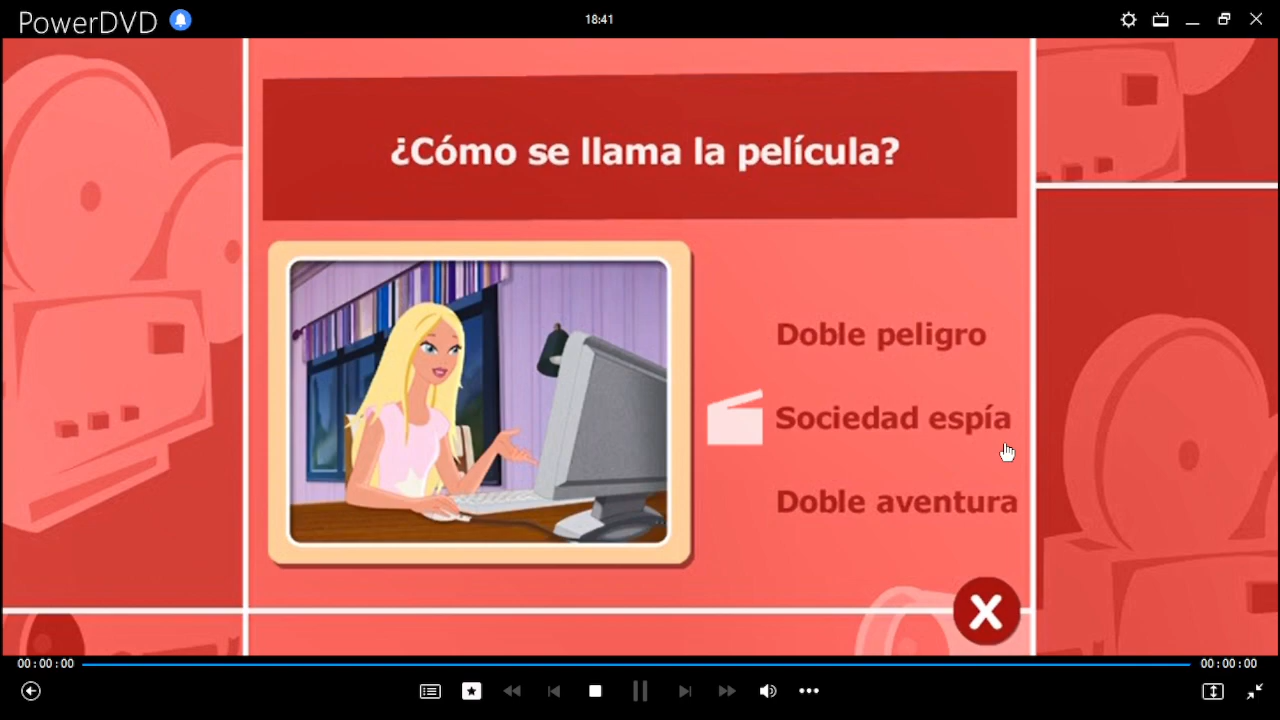 PowerDVD
18:41
¿Cómo se llama la película?
Doble peligro
Sociedad espía
Doble aventura
X
00:00:00
00:00:00